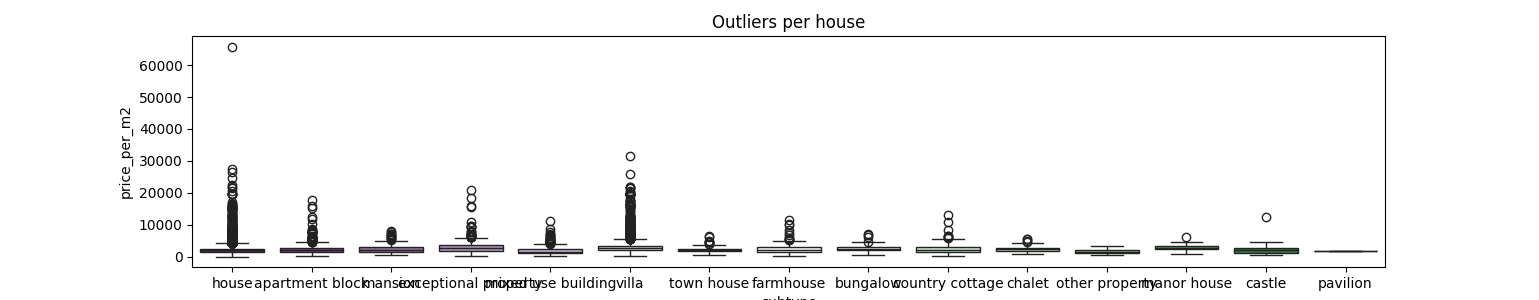 Outliers per house
price_per_m2
60000
50000
40000
30000
20000
10000
0
house apartment block mansion exceptional property mixed use building villa town house farmhouse bungalow country cottage chalet other property manor house castle pavilion
subtype